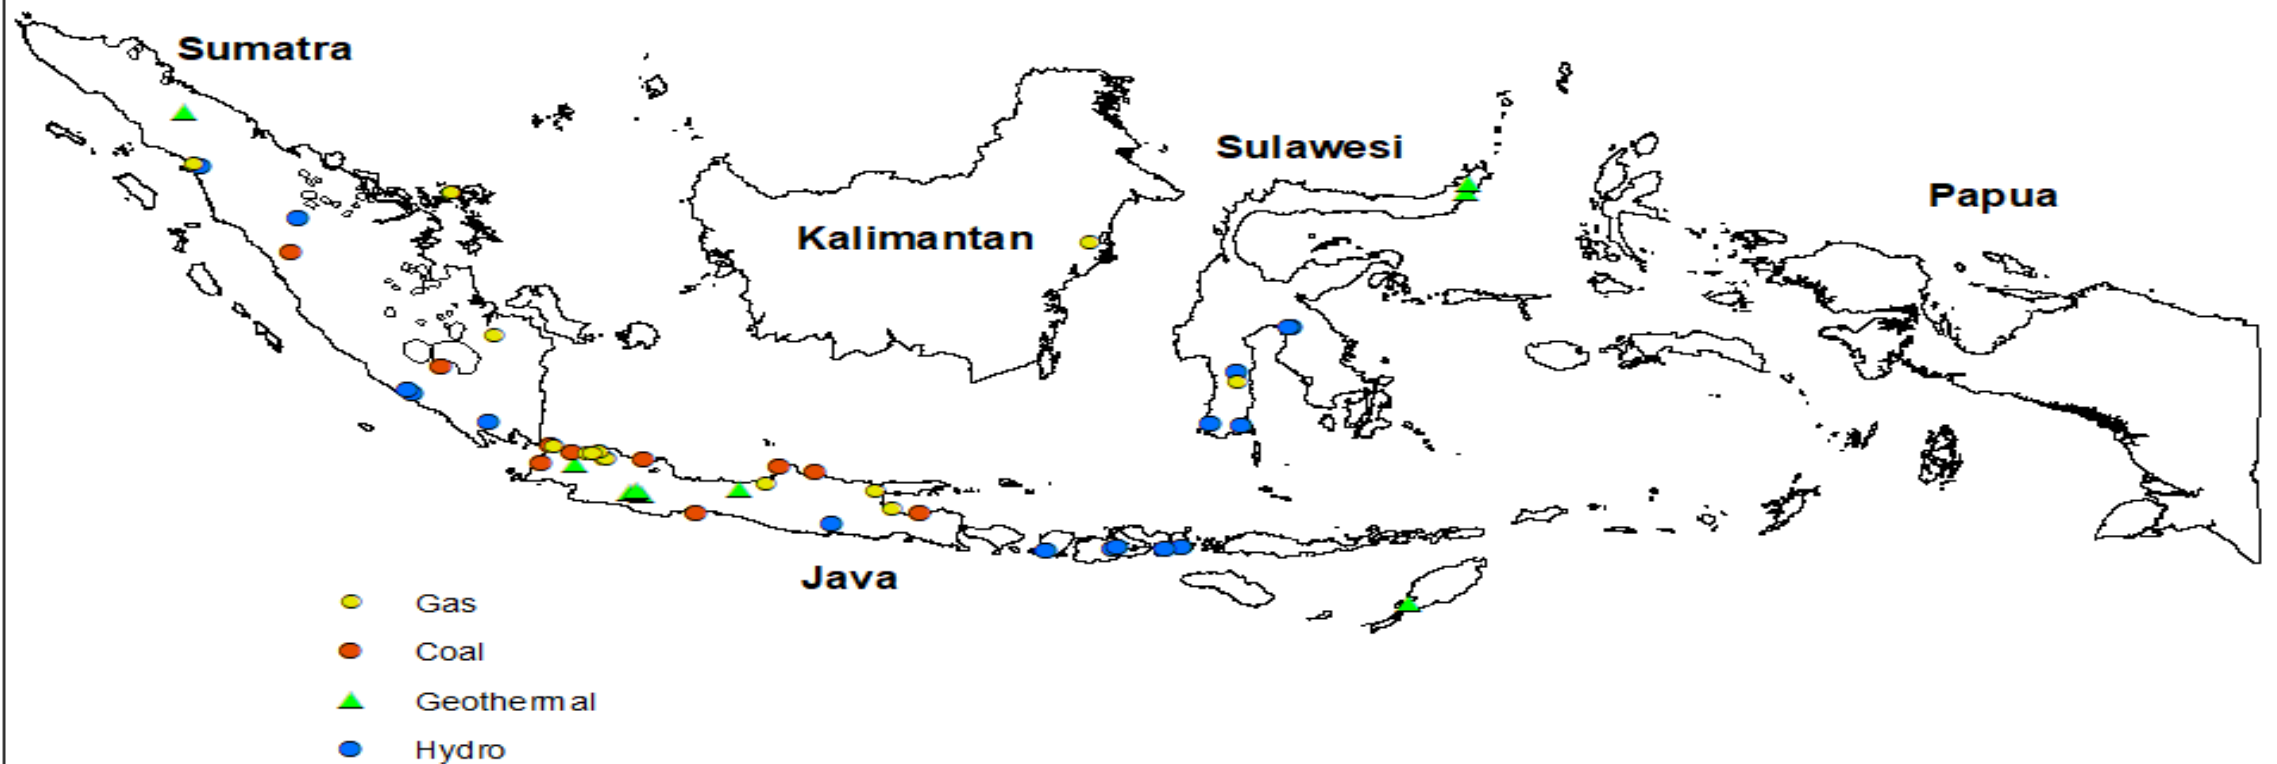 Sumatra
Sulawesi
Papua
Kalimantan
Java
Gas
Coal
Geothermal
Hydro